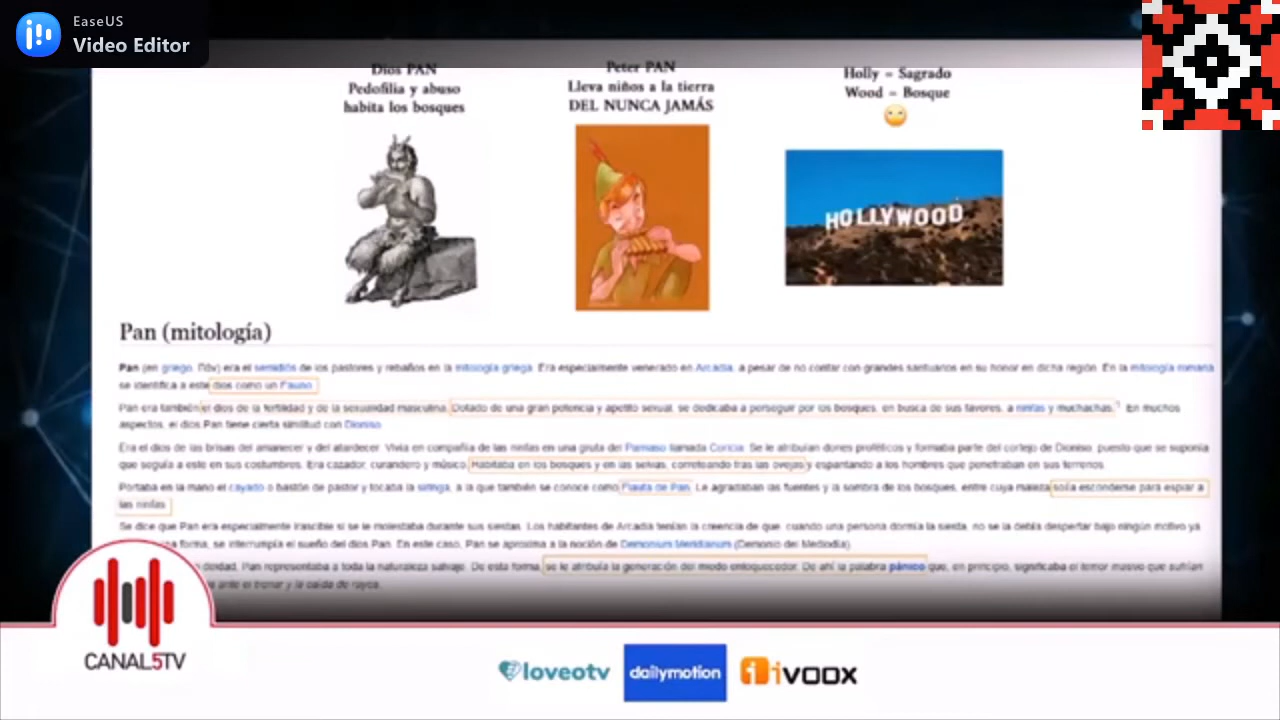 EaseUS
Video Editor
Dios PAN
Pedofilia y abuso
habita los bosques
Peter PAN
Lleva niños a la tierra
DEL NUNCA JAMÁS
Holly = Sagrado
Wood = Bosque
HOLLYWOOD
Pan (mitología)
Pan (en griego, Πάν) era el semidiós de los pastores y rebaños en la mitología griega. Era especialmente venerado en Arcadia, a pesar de no contar con grandes santuarios en su honor en dicha región. En la mitología romana
se identifica a este dios como un Fauno.
Pan era también el dios de la fertilidad y de la sexualidad masculina. Dotado de una gran potencia y apetito sexual, se dedicaba a perseguir por los bosques, en busca de sus favores, a ninfas y muchachas.¹ En muchos
aspectos, el dios Pan tiene cierta similitud con Dioniso.
Era el dios de las brisas del amanecer y del atardecer. Vivía en compañía de las ninfas en una gruta del Parnaso llamada Coricia. Se le atribuían dones proféticos y formaba parte del cortejo de Dioniso, puesto que se suponía
que seguía a este en sus costumbres. Era cazador, curandero y músico. Habitaba en los bosques y en las selvas, correteando tras las ovejas y espantando a los hombres que penetraban en sus terrenos.
Portaba en la mano el cayado o bastón de pastor y tocaba la siringa, a la que también se conoce como Flauta de Pan. Le agradaban las fuentes y la sombra de los bosques, entre cuya maleza solía esconderse para espiar a
las ninfas.
Se dice que Pan era especialmente irascible si se le molestaba durante sus siestas. Los habitantes de Arcadia tenían la creencia de que, cuando una persona dormía la siesta, no se la debía despertar bajo ningún motivo ya
forma, se interrumpía el sueño del dios Pan. En este caso, Pan se aproxima a la noción de Demonium Meridianum (Demonio del Mediodía).
deidad, Pan representaba a toda la naturaleza salvaje. De esta forma, se le atribuía la generación del miedo enloquecedor. De ahí la palabra pánico que, en principio, significaba el temor masivo que sufrían
ante el tronar y la caída de rayos.
CANAL5TV
loveotv
dailymotion
iVOOX